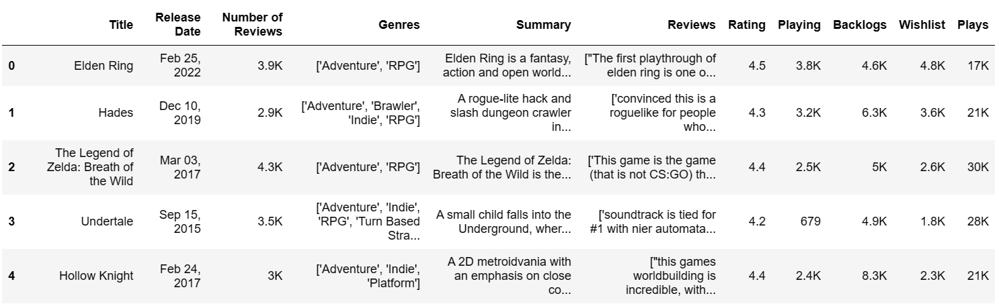 Title Release Date Number of Reviews Genres Summary Reviews Rating Playing Backlogs Wishlist Plays
0 Elden Ring Feb 25, 2022 3.9K ['Adventure', 'RPG'] Elden Ring is a fantasy, action and open world... ["The first playthrough of elden ring is one o... 4.5 3.8K 4.6K 4.8K 17K
1 Hades Dec 10, 2019 2.9K ['Adventure', 'Brawler', 'Indie', 'RPG'] A rogue-lite hack and slash dungeon crawler in... ['convinced this is a roguelike for people who... 4.3 3.2K 6.3K 3.6K 21K
2 The Legend of Zelda: Breath of the Wild Mar 03, 2017 4.3K ['Adventure', 'RPG'] The Legend of Zelda: Breath of the Wild is the... ['This game is the game (that is not CS:GO) th... 4.4 2.5K 5K 2.6K 30K
3 Undertale Sep 15, 2015 3.5K ['Adventure', 'Indie', 'RPG', 'Turn Based Stra... A small child falls into the Underground, wher... ['soundtrack is tied for #1 with nier automata... 4.2 679 4.9K 1.8K 28K
4 Hollow Knight Feb 24, 2017 3K ['Adventure', 'Indie', 'Platform'] A 2D metroidvania with an emphasis on close co... ["this games worldbuilding is incredible, with... 4.4 2.4K 8.3K 2.3K 21K